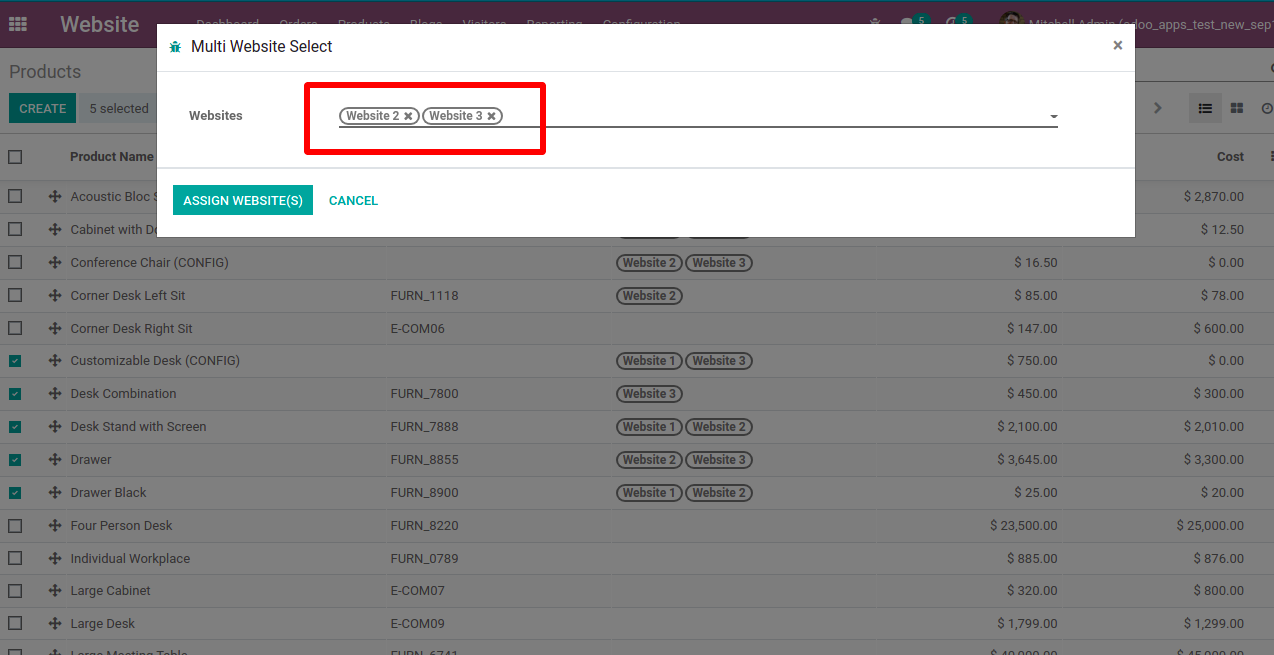 Website Dashboard Orders Products Blogs Visitors Reporting Configuration 5 5 Mitchell Admin (odoo_apps_test_new_sep1
Multi Website Select ×
Products
CREATE 5 selected
Websites Website 2 × Website 3 ×
Product Name Cost
ASSIGN WEBSITE(S) CANCEL
Acoustic Bloc S $ 2,870.00
Cabinet with Do $ 12.50
Conference Chair (CONFIG) Website 2 Website 3 $ 16.50 $ 0.00
Corner Desk Left Sit FURN_1118 Website 2 $ 85.00 $ 78.00
Corner Desk Right Sit E-COM06 $ 147.00 $ 600.00
Customizable Desk (CONFIG) Website 1 Website 3 $ 750.00 $ 0.00
Desk Combination FURN_7800 Website 3 $ 450.00 $ 300.00
Desk Stand with Screen FURN_7888 Website 1 Website 2 $ 2,100.00 $ 2,010.00
Drawer FURN_8855 Website 2 Website 3 $ 3,645.00 $ 3,300.00
Drawer Black FURN_8900 Website 1 Website 2 $ 25.00 $ 20.00
Four Person Desk FURN_8220 $ 23,500.00 $ 25,000.00
Individual Workplace FURN_0789 $ 885.00 $ 876.00
Large Cabinet E-COM07 $ 320.00 $ 800.00
Large Desk E-COM09 $ 1,799.00 $ 1,299.00
Large Meeting Table FURN_6741 $ 40,000.00 $ 45,000.00